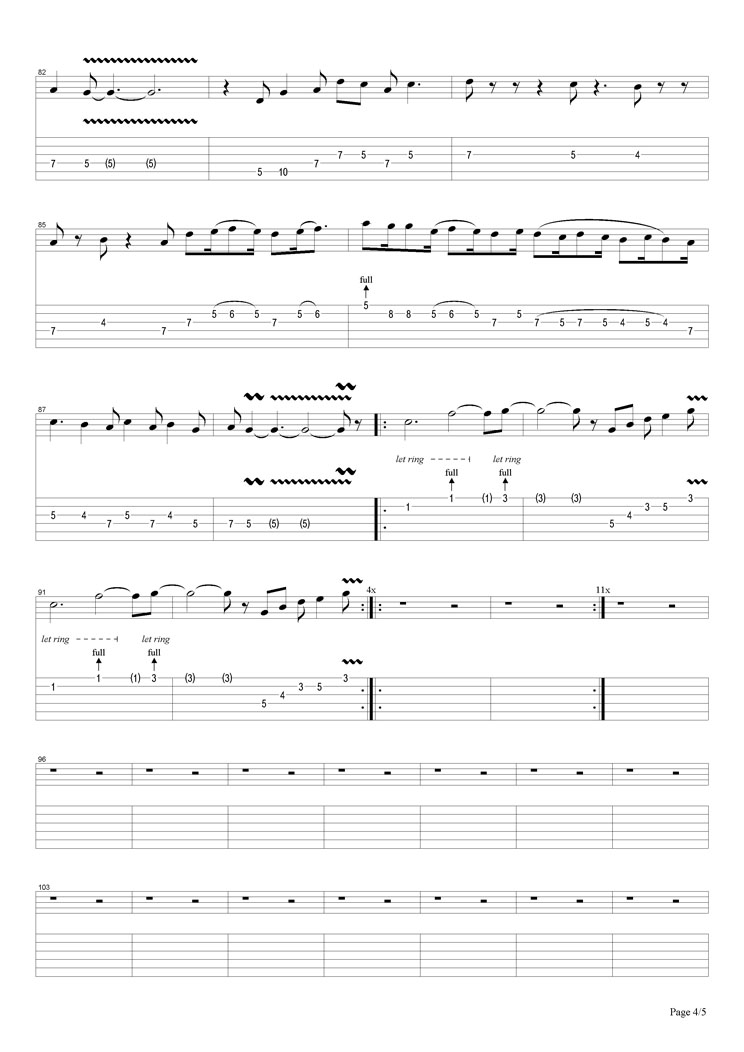 82
7 5 (5) (5) 5 10 7 7 5 7 5 7 5 4
85
full
7 4 7 7 5 6 5 7 5 6 5 8 8 5 6 5 7 5 7 5 7 5 4 5 4 7
87
let ring let ring
full full
5 4 7 5 7 4 5 7 5 (5) (5) 1 1 (1) 3 (3) (3) 5 4 3 5 3
91 4x 11x
let ring let ring
full full
1 1 (1) 3 (3) (3) 5 4 3 5 3
96
103
Page 4/5